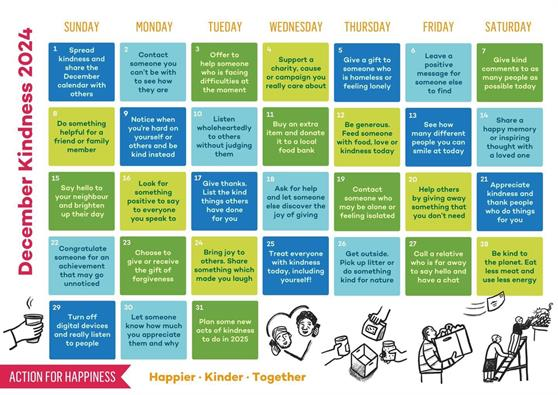 December Kindness 2024
SUNDAY MONDAY TUEDAY WEDNESDAY THURSDAY FRIDAY SATURDAY
1
Spread
kindness and
share the
December
calendar with
others
2
Contact
someone you
can't be with
to see how
they are
3
Offer to
help someone
who is facing
difficulties at
the moment
4
Support a
charity, cause
or campaign you
really care about
5
Give a gift to
someone who
is homeless or
feeling lonely
6
Leave a
positive
message for
someone else
to find
7
Give kind
comments to as
many people as
possible today
8
Do something
helpful for a
friend or family
member
9
Notice when
you're hard on
yourself or
others and be
kind instead
10
Listen
wholeheartedly
to others
without judging
them
11
Buy an extra
item and donate
it to a local
food bank
12
Be generous.
Feed someone
with food, love or
kindness today
13
See how
many different
people you can
smile at today
14
Share a
happy memory
or inspiring
thought with
a loved one
15
Say hello to
your neighbour
and brighten
up their day
16
Look for
something
positive to say
to everyone
you speak to
17
Give thanks.
List the kind
things others
have done
for you
18
Ask for help
and let someone
else discover the
joy of giving
19
Contact
someone who
may be alone or
feeling isolated
20
Help others
by giving away
something that
you don't need
21
Appreciate
kindness and
thank people
who do things
for you
22
Congratulate
someone for an
achievement
that may go
unnoticed
23
Choose to
give or receive
the gift of
forgiveness
24
Bring joy to
others. Share
something which
made you laugh
25
Treat everyone
with kindness
today, including
yourself!
26
Get outside.
Pick up litter or
do something
kind for nature
27
Call a relative
who is far away
to say hello and
have a chat
28
Be kind to
the planet. Eat
less meat and
use less energy
29
Turn off
digital devices
and really listen
to people
30
Let someone
know how much
you appreciate
them and why
31
Plan some new
acts of kindness
to do in 2025
ACTION FOR HAPPINESS
Happier · Kinder · Together